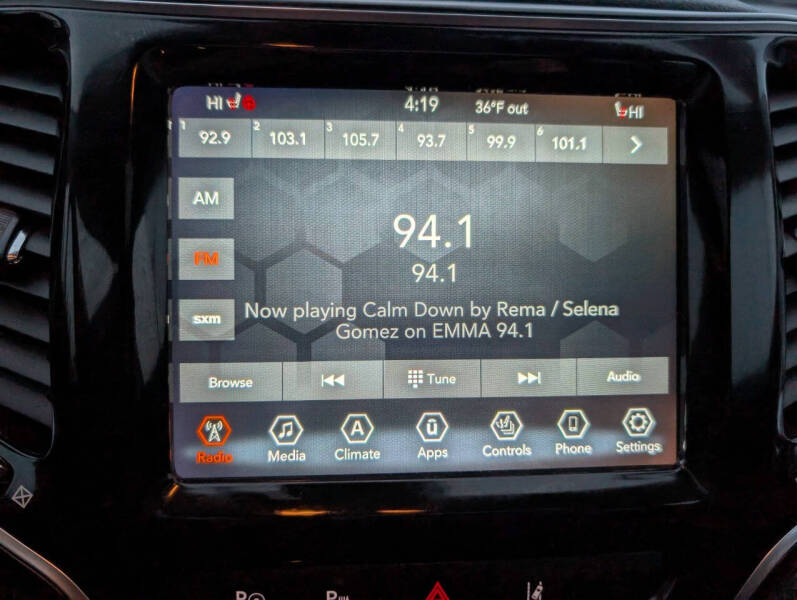 HI 4:19 36°F out HI
1 92.9 2 103.1 3 105.7 4 93.7 5 99.9 6 101.1
AM
94.1
FM
94.1
sxm
Now playing Calm Down by Rema / Selena
Gomez on EMMA 94.1
Browse Tune Audio
A ū
Radio Media Climate Apps Controls Phone Settings
P P